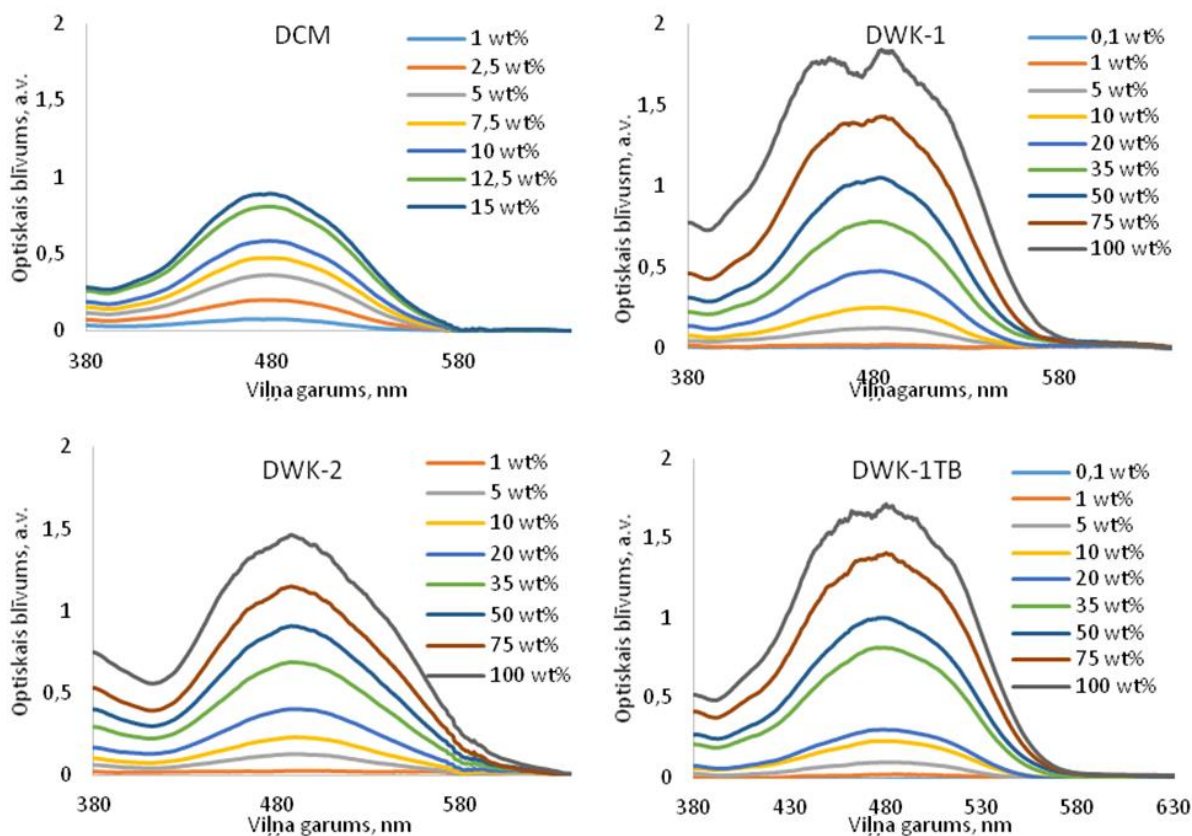 DCM
Optiskais blīvums, a.v.
2
1,5
1
0,5
0
380
480
580
Viļņa garums, nm
1 wt%
2,5 wt%
5 wt%
7,5 wt%
10 wt%
12,5 wt%
15 wt%
DWK-1
Optiskais blīvusm, a.v.
2
1,5
1
0,5
0
380
480
580
Viļņa garums, nm
0,1 wt%
1 wt%
5 wt%
10 wt%
20 wt%
35 wt%
50 wt%
75 wt%
100 wt%
DWK-2
Optiskais blīvums, a.v.
2
1,5
1
0,5
0
380
480
580
Viļņa garums, nm
1 wt%
5 wt%
10 wt%
20 wt%
35 wt%
50 wt%
75 wt%
100 wt%
DWK-1TB
Optiskais blīvums, a.v.
2
1,5
1
0,5
0
380
430
480
530
580
630
Viļņa garums, nm
0,1 wt%
1 wt%
5 wt%
10 wt%
20 wt%
35 wt%
50 wt%
75 wt%
100 wt%